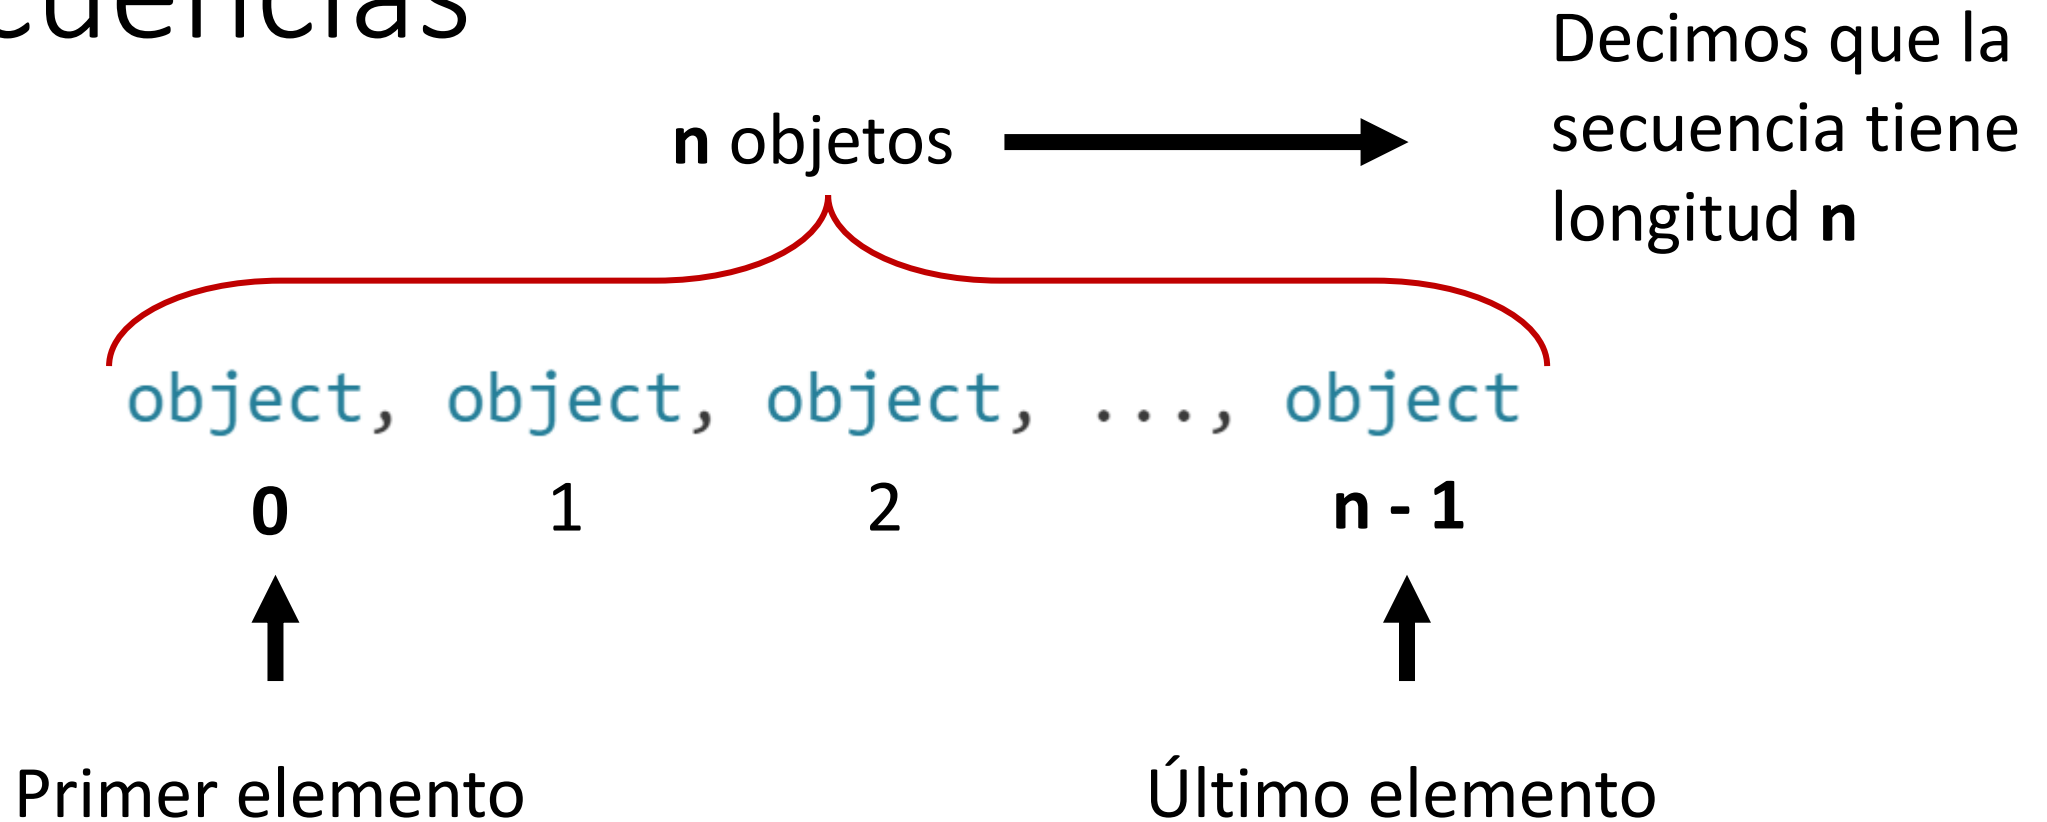 cuencias
Decimos que la
secuencia tiene
longitud n
n objetos
object, object, object, ..., object
0 1 2 n - 1
Primer elemento Último elemento